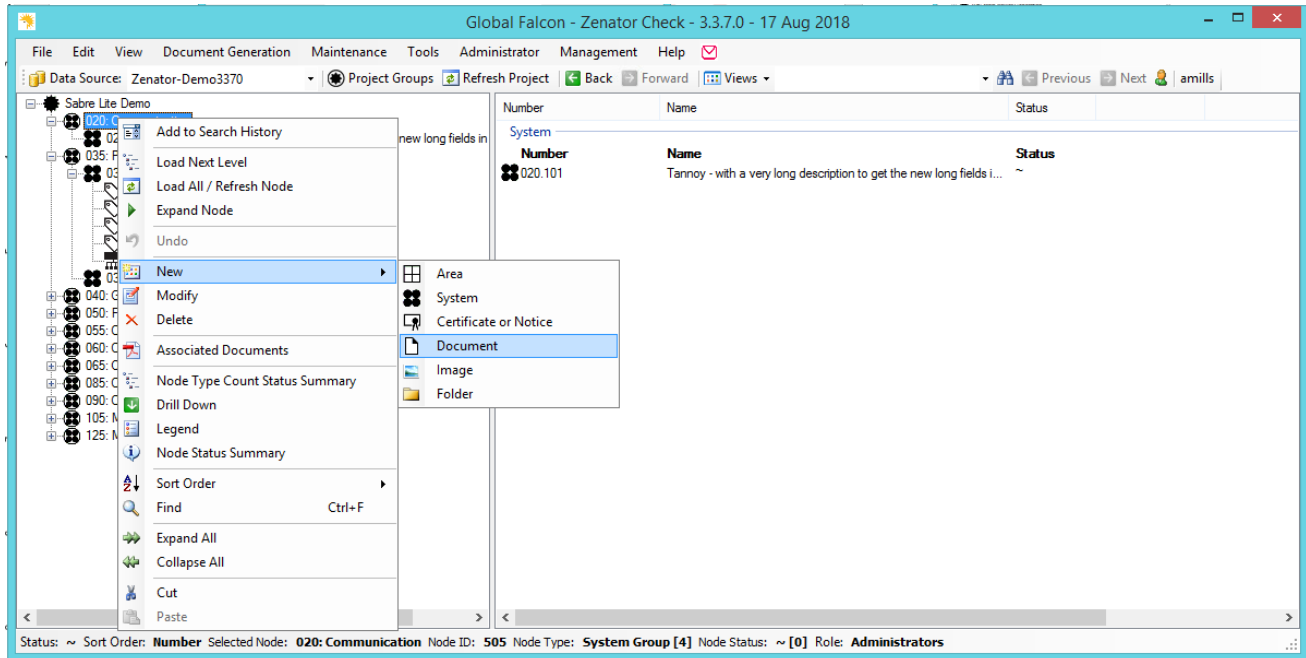 Global Falcon - Zenator Check - 3.3.7.0 - 17 Aug 2018
File Edit View Document Generation Maintenance Tools Administrator Management Help
Data Source: Zenator-Demo3370 Project Groups Refresh Project Back Forward Views Previous Next amills
Sabre Lite Demo
020: C
02
new long fields in
035: F
03
03
040: G
050: F
055: C
060: C
065: C
085: C
090: C
105: M
125: M
Add to Search History
Load Next Level
Load All / Refresh Node
Expand Node
Undo
New
Modify
Delete
Associated Documents
Node Type Count Status Summary
Drill Down
Legend
Node Status Summary
Sort Order
Find Ctrl+F
Expand All
Collapse All
Cut
Paste
Area
System
Certificate or Notice
Document
Image
Folder
Number Name Status
System
Number Name Status
020.101 Tannoy - with a very long description to get the new long fields i... ~
Status: ~ Sort Order: Number Selected Node: 020: Communication Node ID: 505 Node Type: System Group [4] Node Status: ~ [0] Role: Administrators